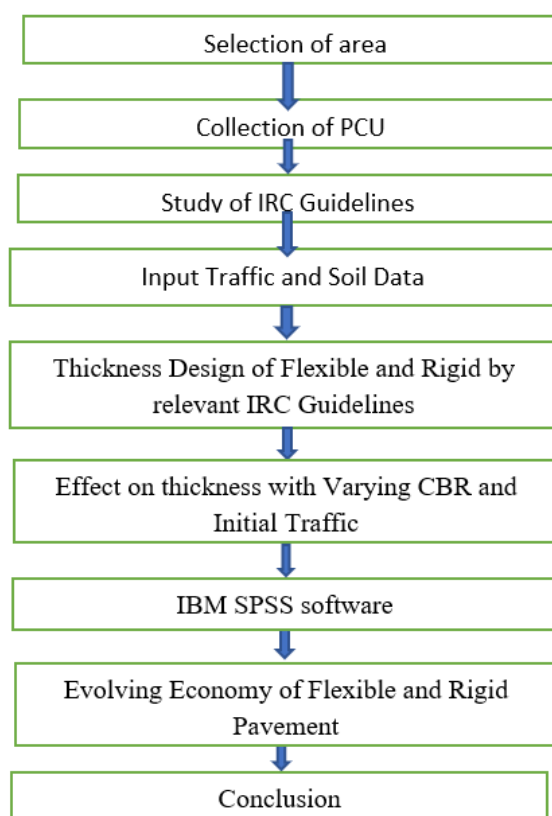 Selection of area
Collection of PCU
Study of IRC Guidelines
Input Traffic and Soil Data
Thickness Design of Flexible and Rigid by
relevant IRC Guidelines
Effect on thickness with Varying CBR and
Initial Traffic
IBM SPSS software
Evolving Economy of Flexible and Rigid
Pavement
Conclusion